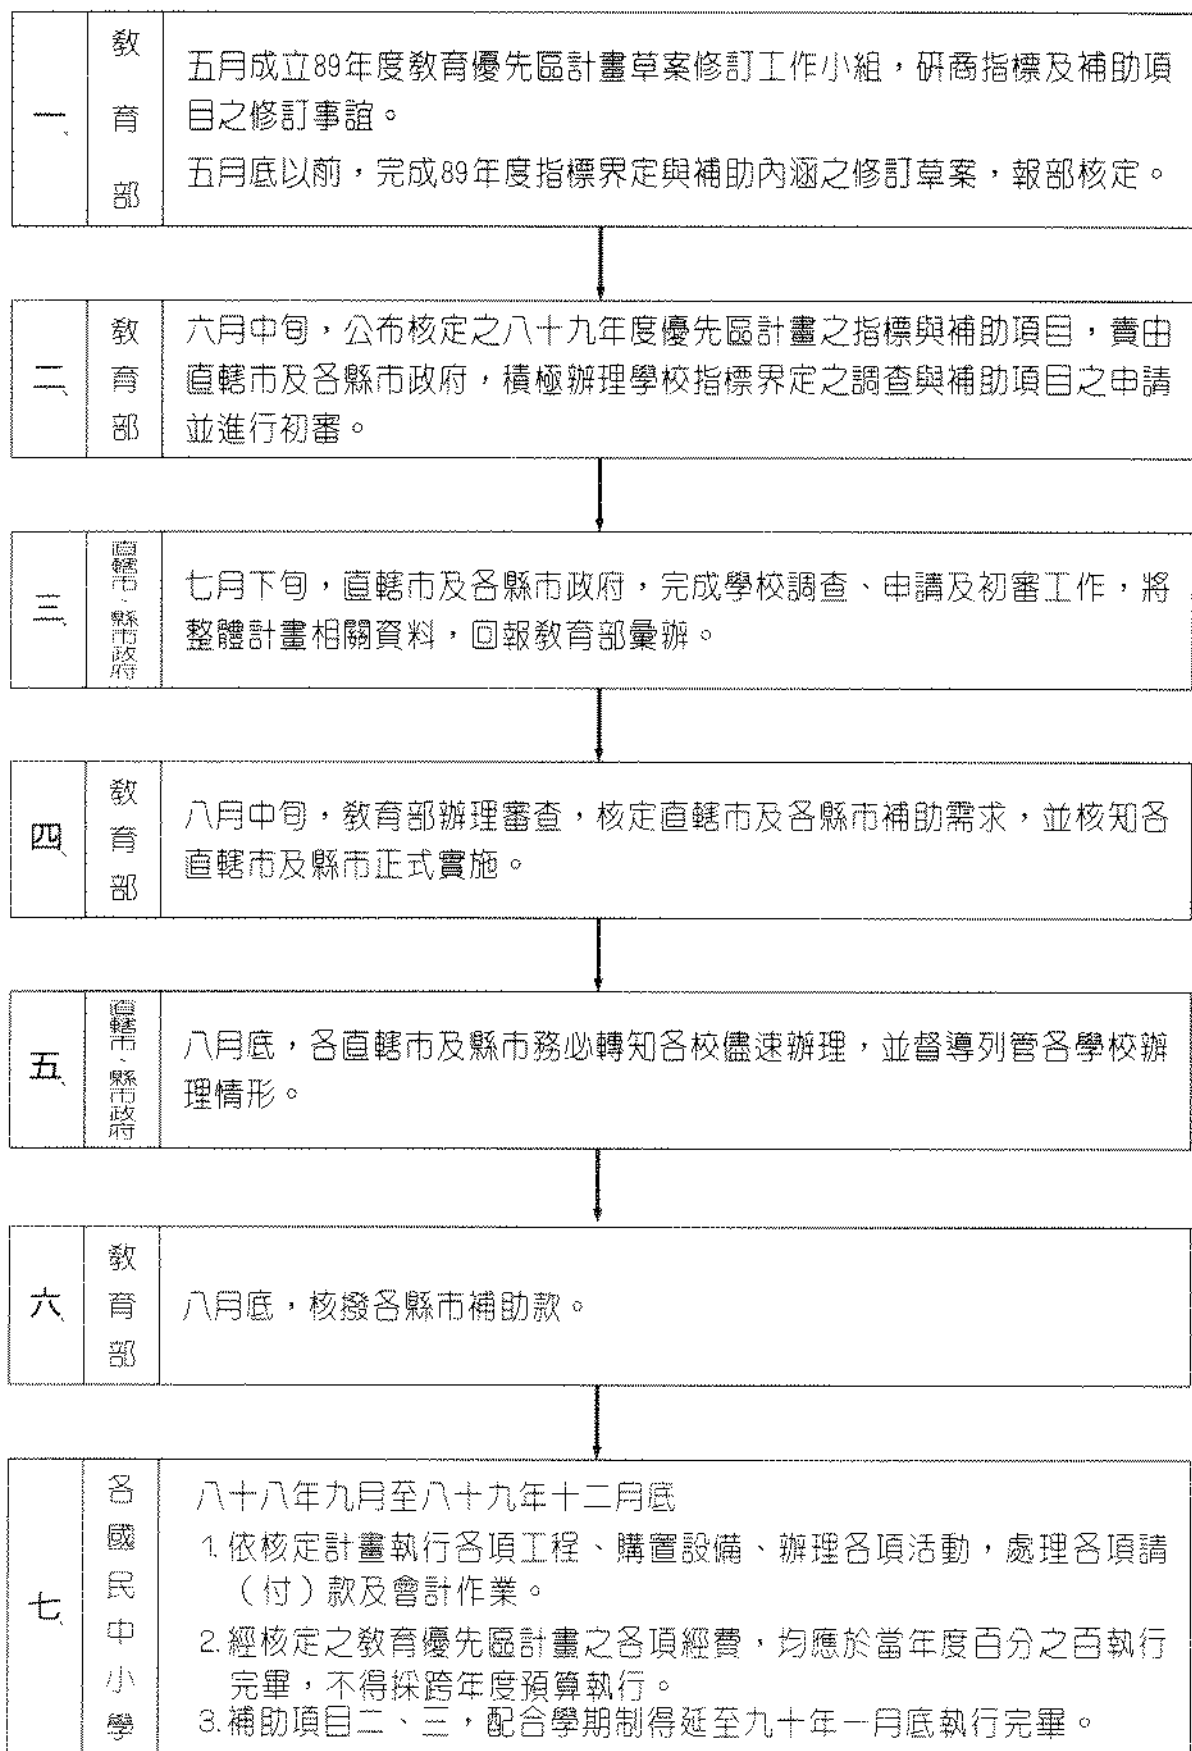 一、
教育部
五月成立89年度教育優先區計畫草案修訂工作小組，研商指標及補助項
目之修訂事誼。
五月底以前，完成89年度指標界定與補助內涵之修訂草案，報部核定。
二、
教育部
六月中旬，公布核定之八十九年度優先區計畫之指標與補助項目，責由
直轄市及各縣市政府，積極辦理學校指標界定之調查與補助項目之申請
並進行初審。
三、
直轄市、縣市政府
七月下旬，直轄市及各縣市政府，完成學校調查、申請及初審工作，將
整體計畫相關資料，回報教育部彙辦。
四、
教育部
八月中旬，教育部辦理審查，核定直轄市及各縣市補助需求，並核知各
直轄市及縣市正式實施。
五、
直轄市、縣市政府
八月底，各直轄市及縣市務必轉知各校儘速辦理，並督導列管各學校辦
理情形。
六、
教育部
八月底，核撥各縣市補助款。
七、
各國民中小學
八十八年九月至八十九年十二月底
1.依核定計畫執行各項工程、購置設備、辦理各項活動，處理各項請
（付）款及會計作業。
2.經核定之教育優先區計畫之各項經費，均應於當年度百分之百執行
完畢，不得採跨年度預算執行。
3.補助項目二、三，配合學期制得延至九十年一月底執行完畢。